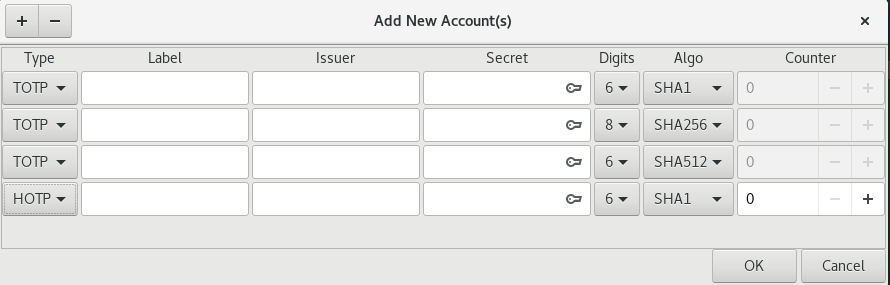 + − Add New Account(s) ×
Type Label Issuer Secret Digits Algo Counter
TOTP 6 SHA1 0 − +
TOTP 8 SHA256 0 − +
TOTP 6 SHA512 0 − +
HOTP 6 SHA1 0 − +
OK Cancel